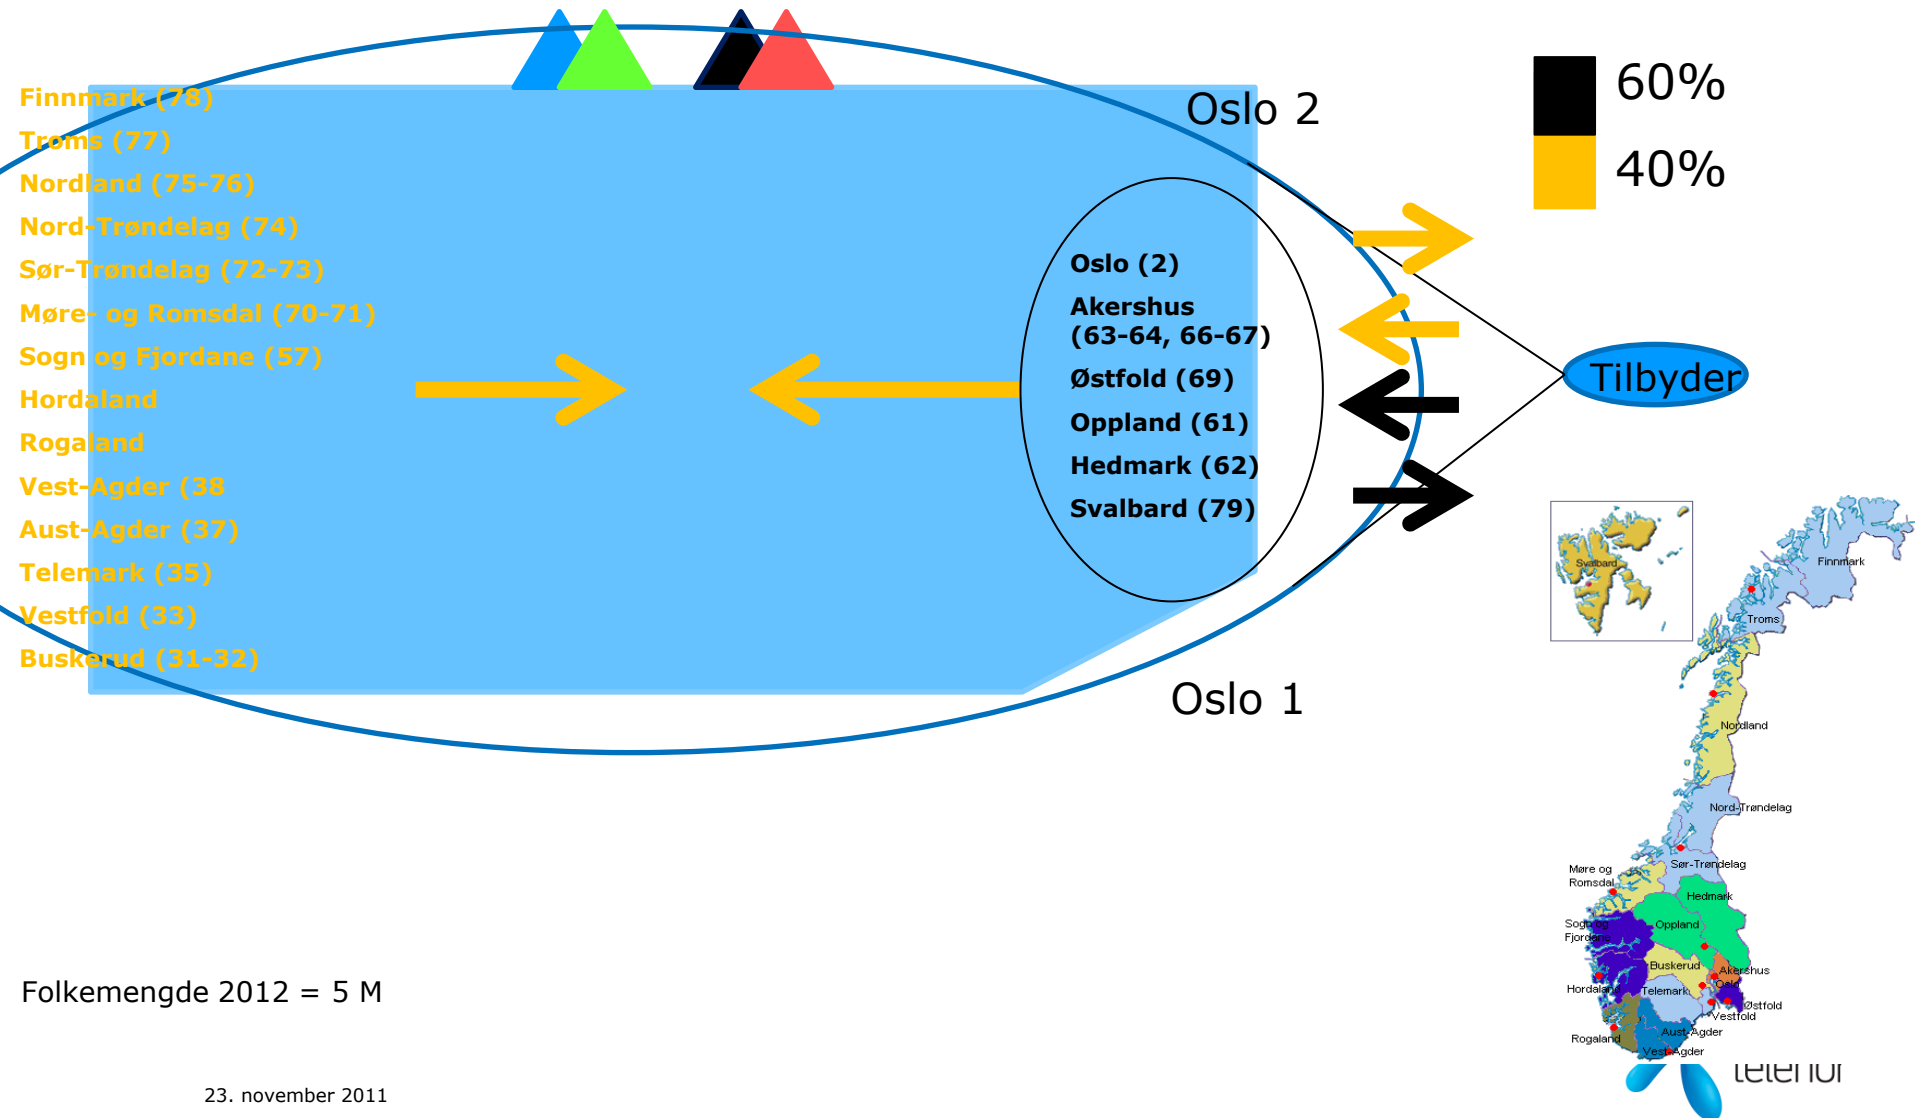 Finnmark (78)
Troms (77)
Nordland (75-76)
Nord-Trøndelag (74)
Sør-Trøndelag (72-73)
Møre- og Romsdal (70-71)
Sogn og Fjordane (57)
Hordaland
Rogaland
Vest-Agder (38
Aust-Agder (37)
Telemark (35)
Vestfold (33)
Buskerud (31-32)
Oslo 2
Oslo (2)
Akershus
(63-64, 66-67)
Østfold (69)
Oppland (61)
Hedmark (62)
Svalbard (79)
Oslo 1
60%
40%
Tilbyder
Svalbard
Finnmark
Troms
Nordland
Nord-Trøndelag
Sør-Trøndelag
Møre og
Romsdal
Hedmark
Oppland
Sogn og
Fjordane
Buskerud
Akershus
Oslo
Hordaland
Telemark
Østfold
Vestfold
Rogaland
Aust-Agder
Vest-Agder
telenor
Folkemengde 2012 = 5 M
23. november 2011